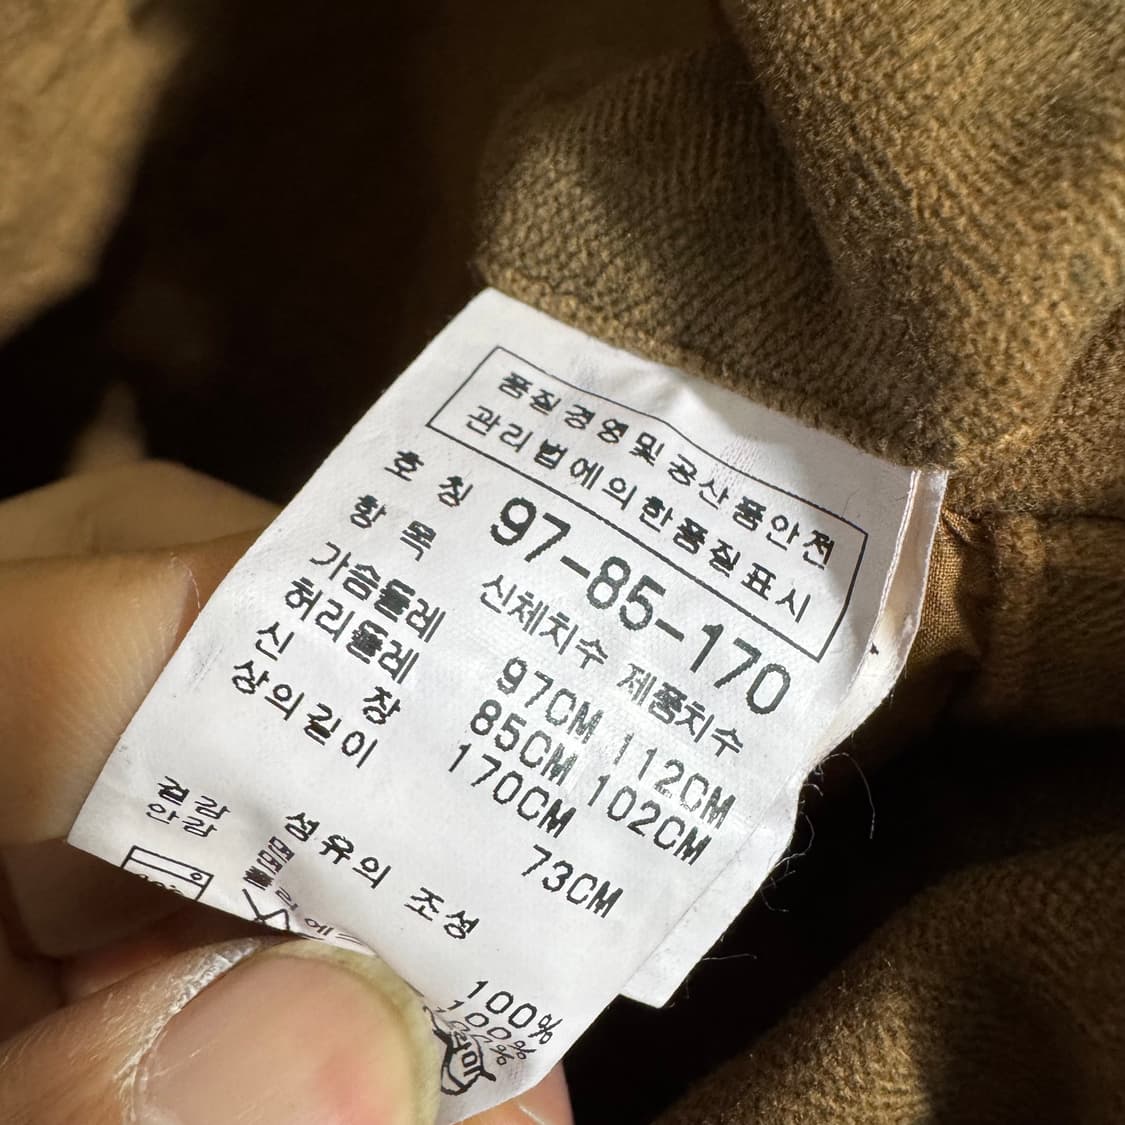 품질경영및공산품안전
관리법에의한품질표시
호 칭 97-85-170
항 목 신체치수 제품치수
가슴둘레 97CM 112CM
허리둘레 85CM 102CM
신 장 170CM
상의길이 73CM
섬유의 조성
겉감 100%
안감 100%
100%